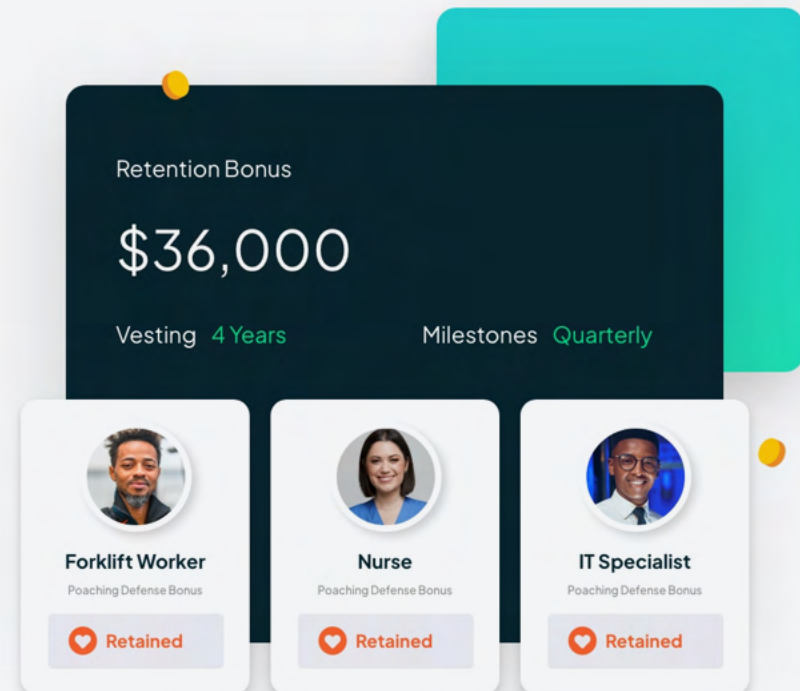 Retention Bonus
$36,000
Vesting 4 Years
Milestones Quarterly
Forklift Worker
Poaching Defense Bonus
Retained
Nurse
Poaching Defense Bonus
Retained
IT Specialist
Poaching Defense Bonus
Retained